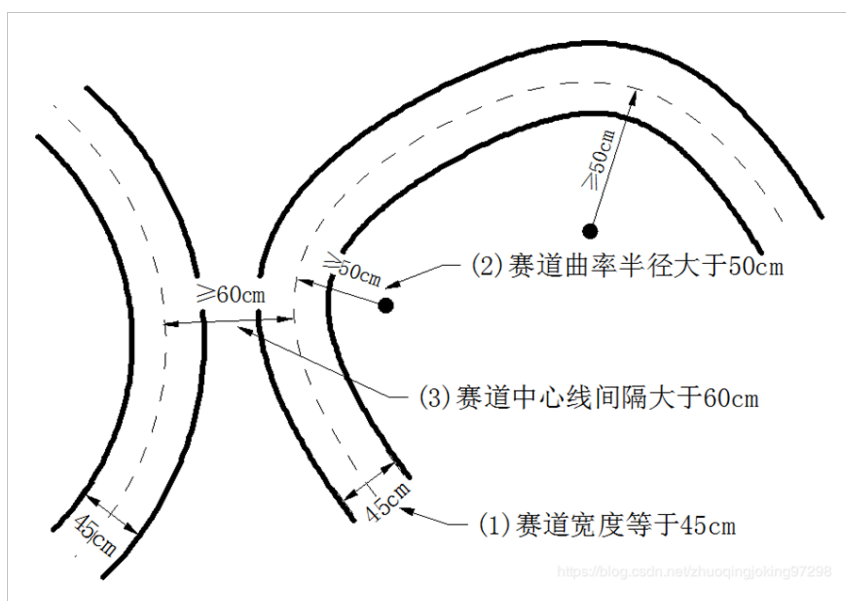 ≥50cm
≥50cm
(2)赛道曲率半径大于50cm
≥60cm
(3)赛道中心线间隔大于60cm
45cm
45cm
(1)赛道宽度等于45cm
https://blog.csdn.net/zhuoqingjoking97298